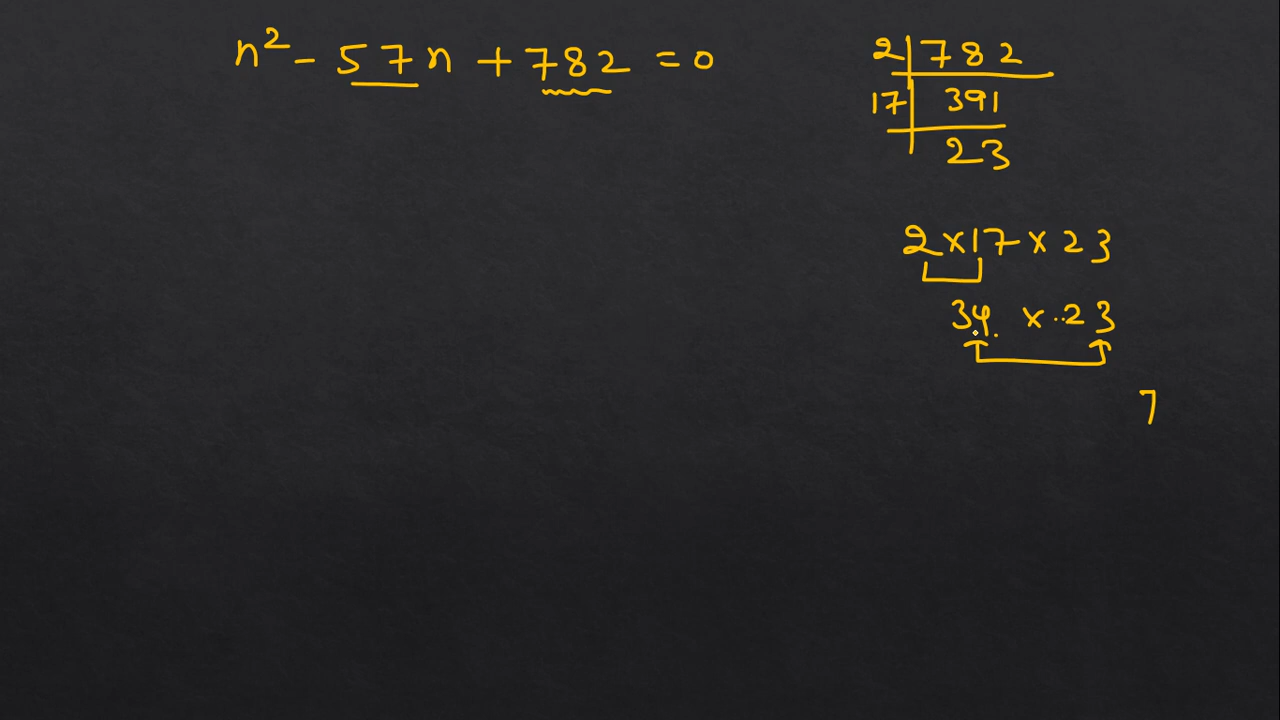 n² - 57n + 782 = 0
2 | 782
17 | 391
23
2 × 17 × 23
34 × 23
7